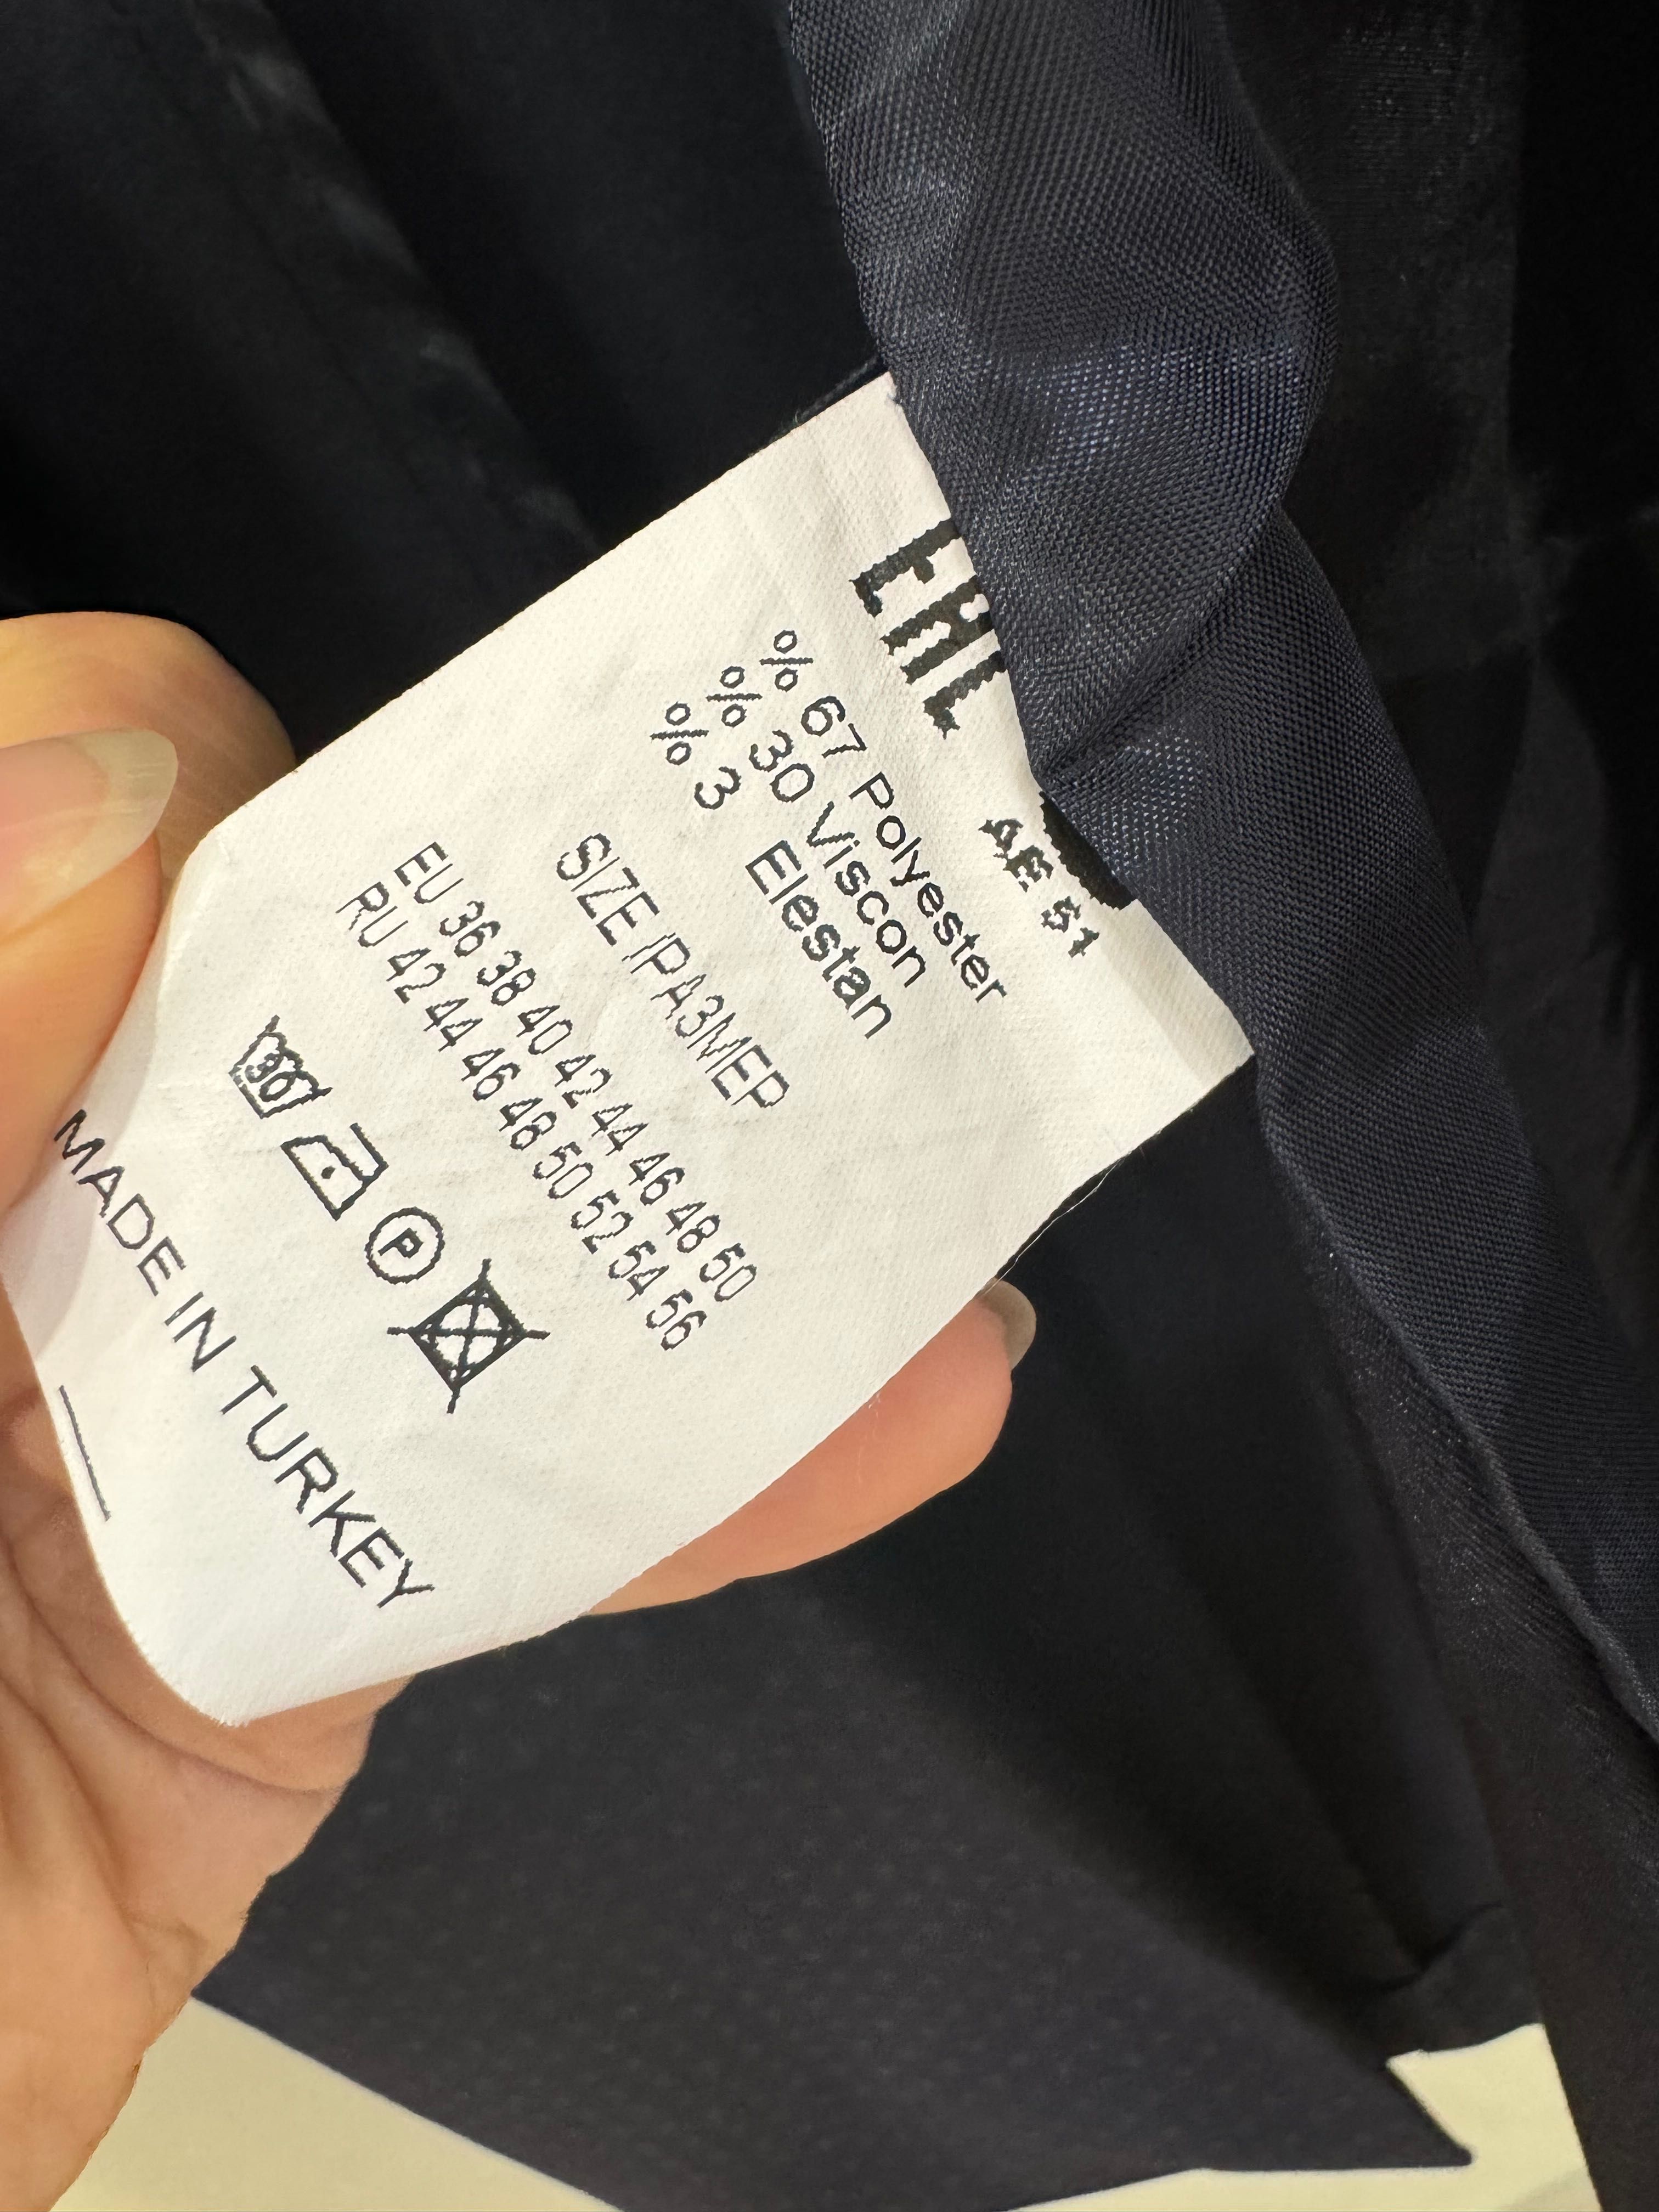 AE 51
% 67 Polyester
% 30 Viscon
% 3 Elestan
SIZE /PA3MEP
EU 36 38 40 42 44 46 48 50
RU 42 44 46 48 50 52 54 56
30
P
MADE IN TURKEY